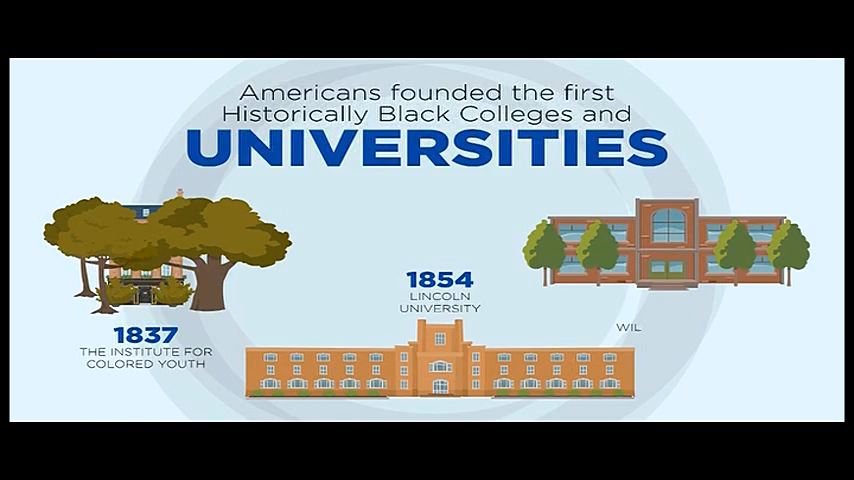 Americans founded the first
Historically Black Colleges and
UNIVERSITIES
1837
THE INSTITUTE FOR
COLORED YOUTH
1854
LINCOLN
UNIVERSITY
WIL